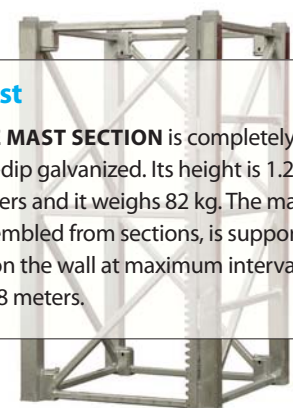 st
MAST SECTION is completely
dip galvanized. Its height is 1.2
ers and it weighs 82 kg. The ma
embled from sections, is suppor
on the wall at maximum interva
8 meters.